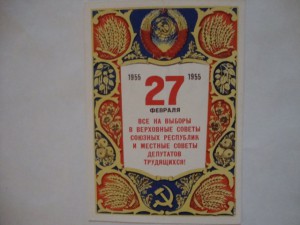 1955 1955
27
ФЕВРАЛЯ
ВСЕ НА ВЫБОРЫ
В ВЕРХОВНЫЕ СОВЕТЫ
СОЮЗНЫХ РЕСПУБЛИК
И МЕСТНЫЕ СОВЕТЫ
ДЕПУТАТОВ
ТРУДЯЩИХСЯ!